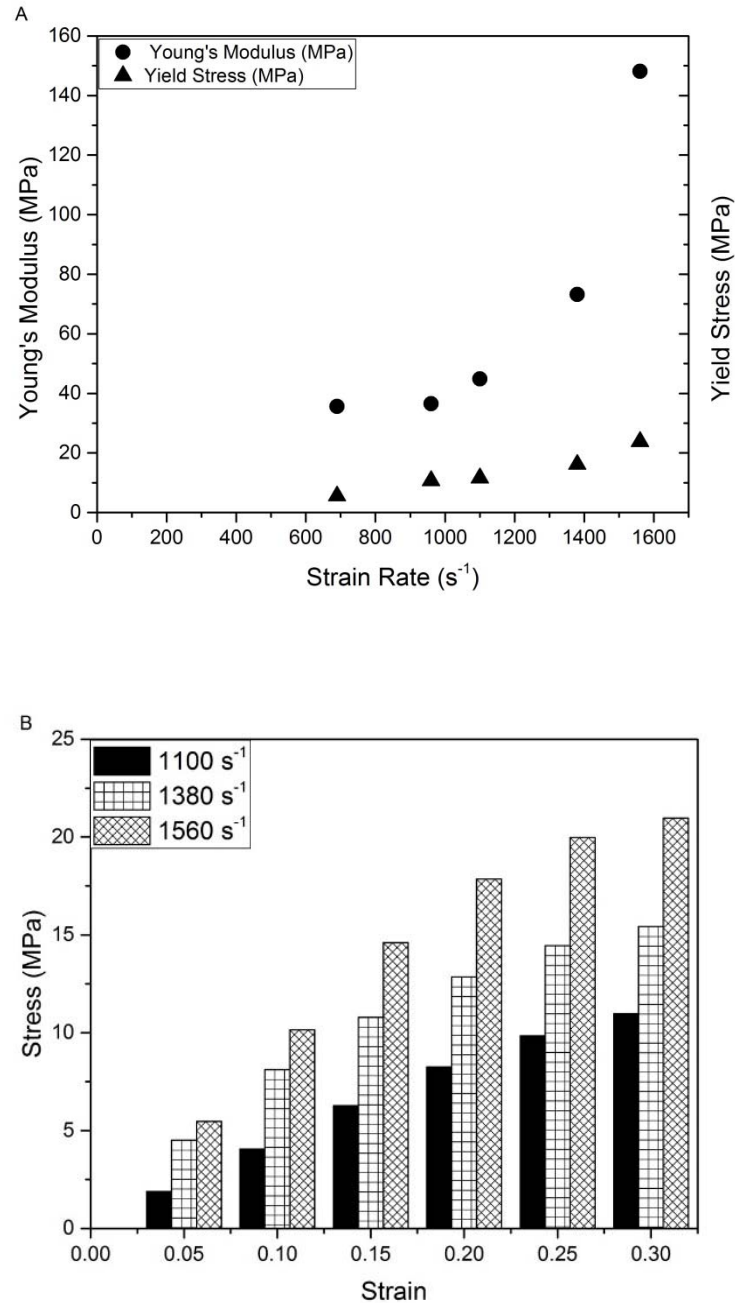 A
160
140
120
100
80
60
40
20
0
Young's Modulus (MPa)
Yield Stress (MPa)
Young's Modulus (MPa)
Yield Stress (MPa)
0 200 400 600 800 1000 1200 1400 1600
Strain Rate (s⁻¹)
B
25
20
15
10
5
0
1100 s⁻¹
1380 s⁻¹
1560 s⁻¹
Stress (MPa)
0.00 0.05 0.10 0.15 0.20 0.25 0.30
Strain